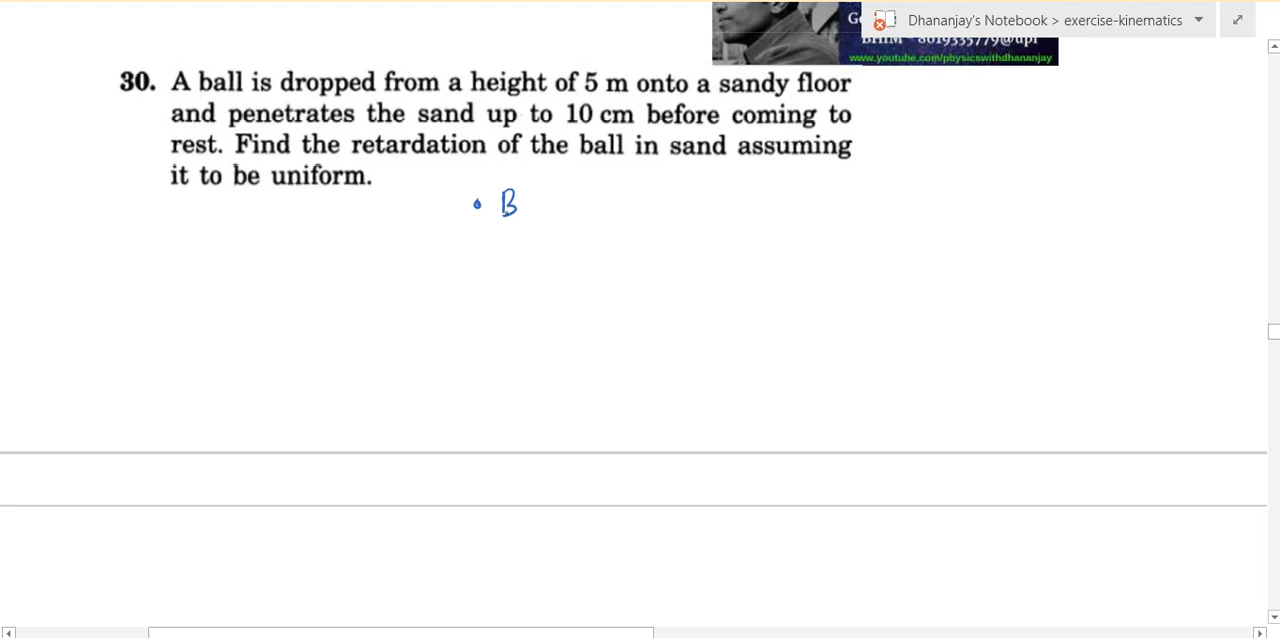 Dhananjay's Notebook > exercise-kinematics
www.youtube.com/physicswithdhananjay
30. A ball is dropped from a height of 5 m onto a sandy floor
and penetrates the sand up to 10 cm before coming to
rest. Find the retardation of the ball in sand assuming
it to be uniform.
B